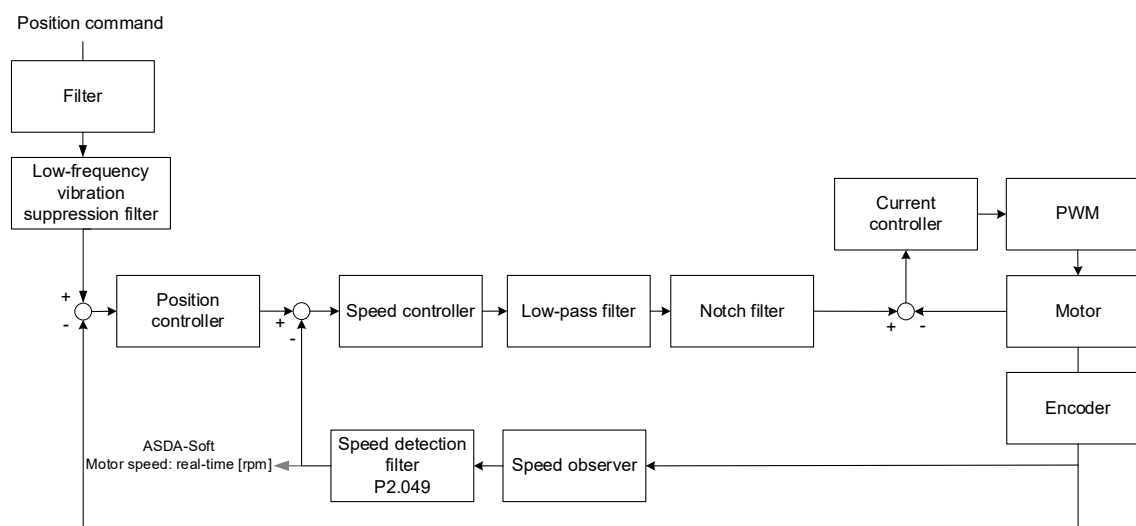 Position command
Filter
Low-frequency
vibration
suppression filter
Current
controller
PWM
+
-
Position
controller
+
-
Speed controller
Low-pass filter
Notch filter
+
-
Motor
Encoder
ASDA-Soft
Motor speed: real-time [rpm]
Speed detection
filter
P2.049
Speed observer